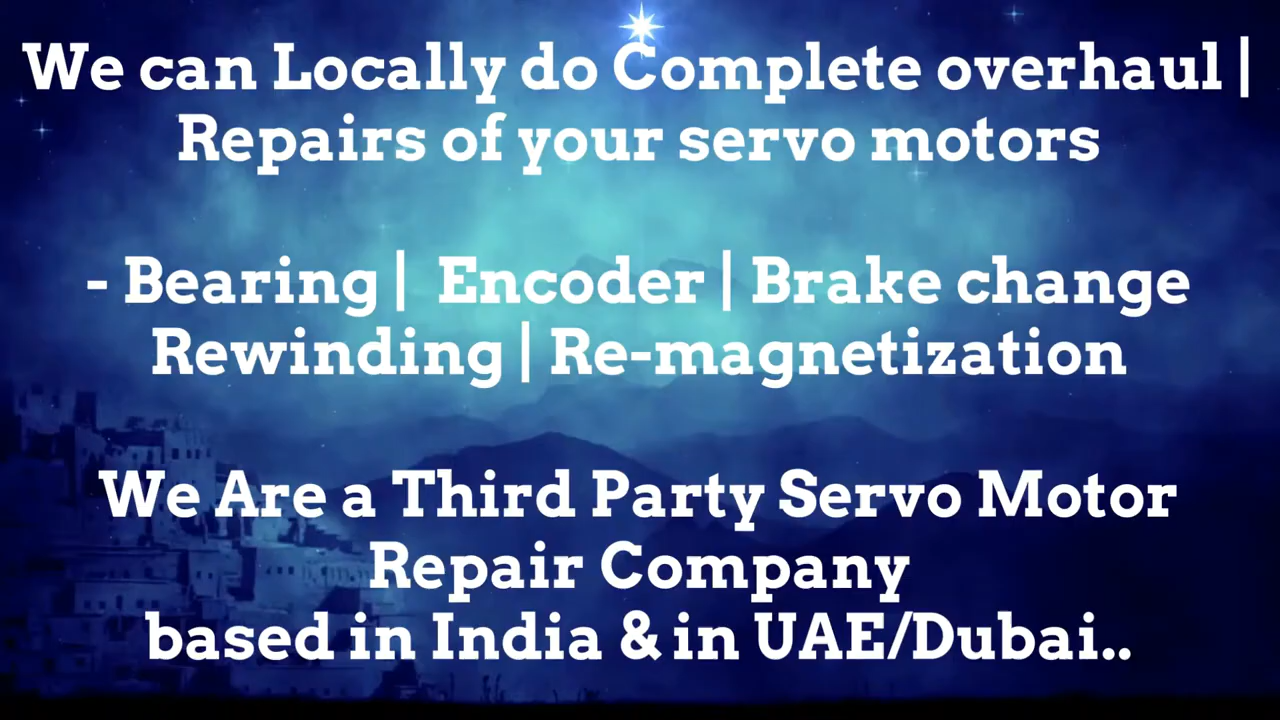 We can Locally do Complete overhaul |
Repairs of your servo motors
- Bearing | Encoder | Brake change
Rewinding | Re-magnetization
We Are a Third Party Servo Motor
Repair Company
based in India & in UAE/Dubai..